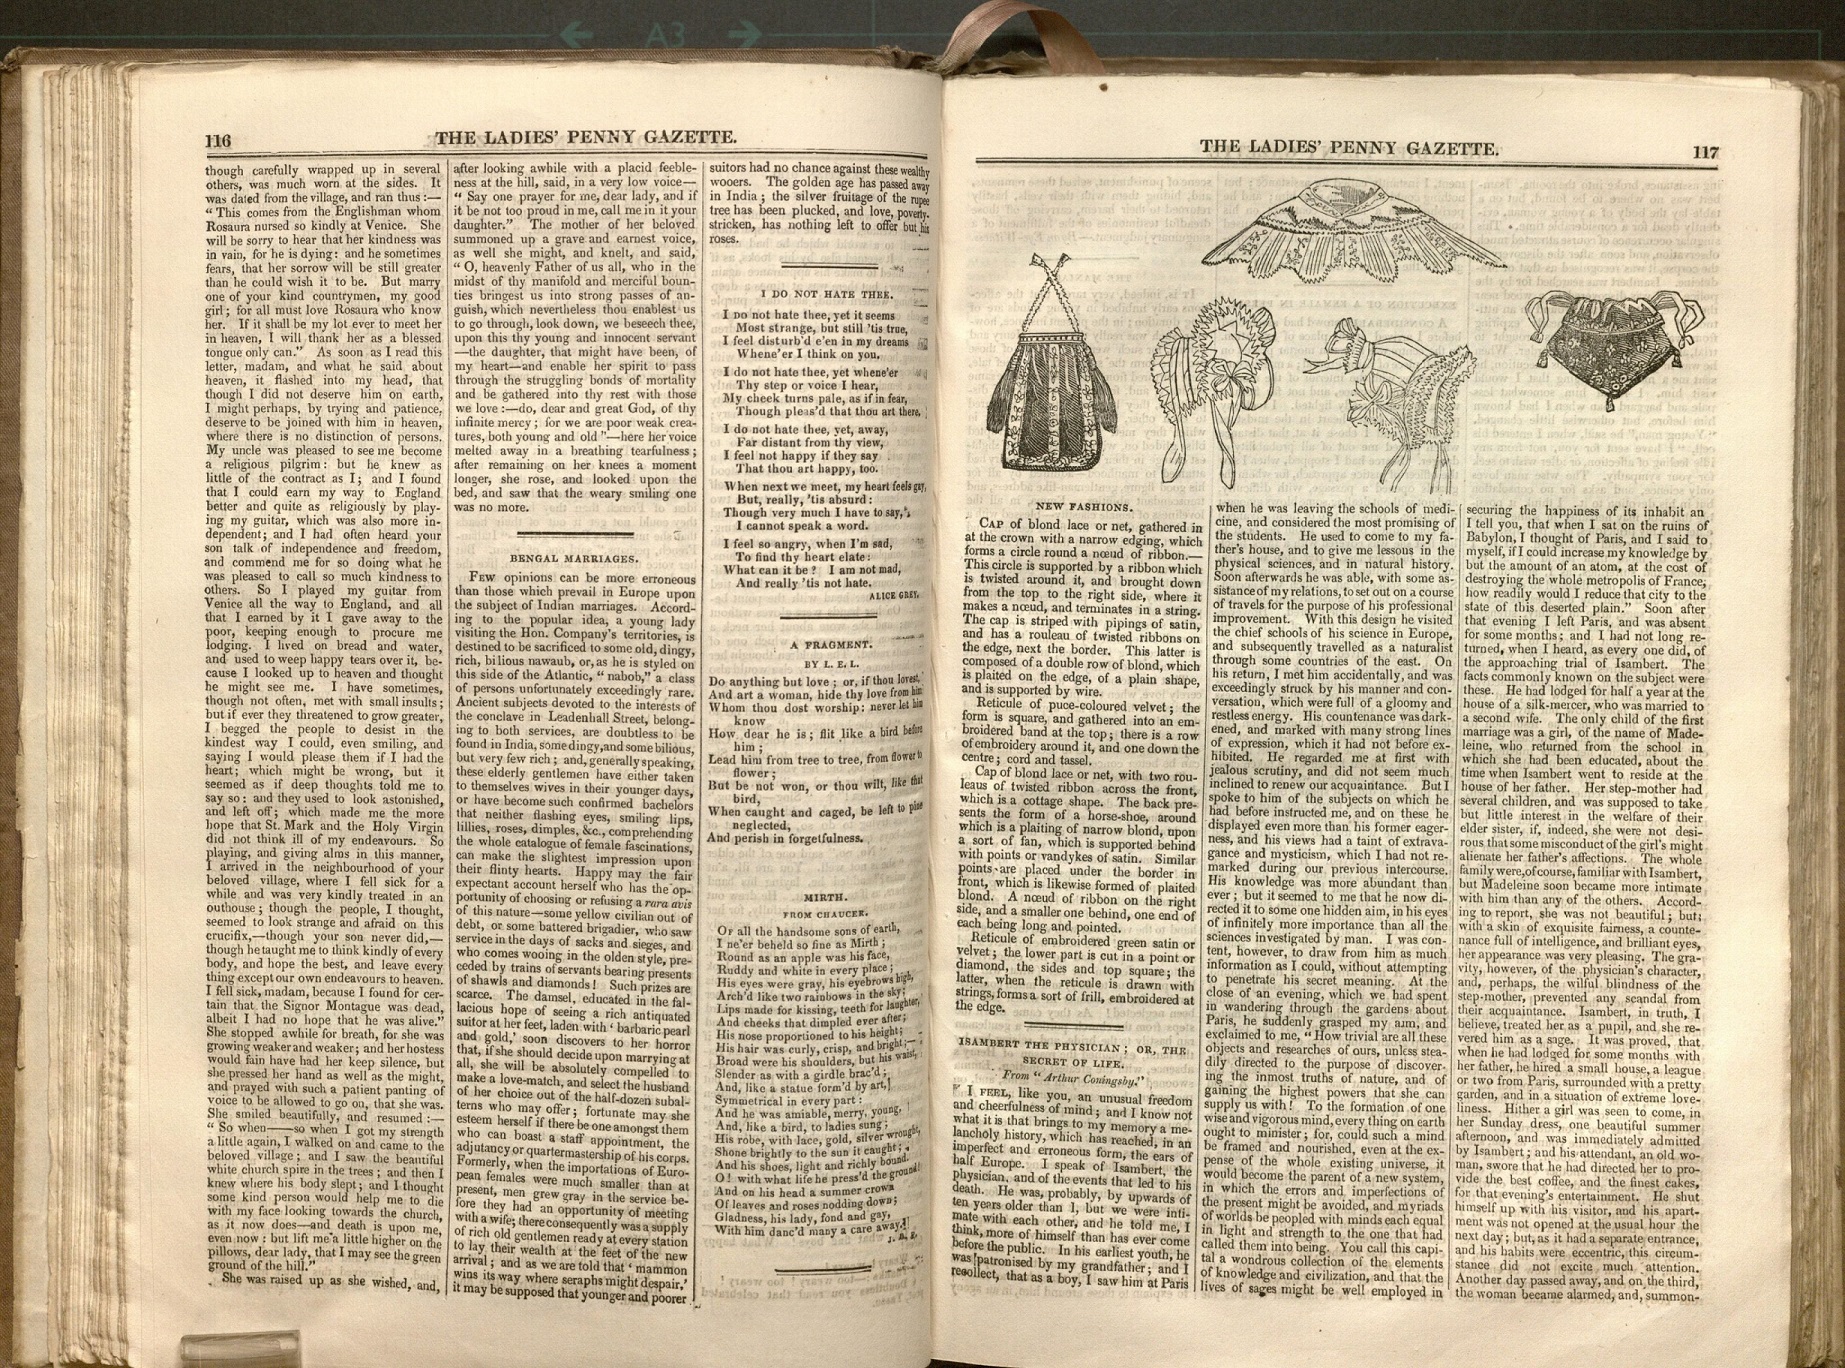 A3
116
THE LADIES' PENNY GAZETTE.
though carefully wrapped up in several
others, was much worn at the sides. It
was dated from the village, and ran thus :—
" This comes from the Englishman whom
Rosaura nursed so kindly at Venice. She
will be sorry to hear that her kindness was
in vain, for he is dying: and he sometimes
fears, that her sorrow will be still greater
than he could wish it to be. But marry
one of your kind countrymen, my good
girl; for all must love Rosaura who know
her. If it shall be my lot ever to meet her
in heaven, I will thank her as a blessed
tongue only can." As soon as I read this
letter, madam, and what he said about
heaven, it flashed into my head, that
though I did not deserve him on earth,
I might perhaps, by trying and patience,
deserve to be joined with him in heaven,
where there is no distinction of persons.
My uncle was pleased to see me become
a religious pilgrim: but he knew as
little of the contract as I; and I found
that I could earn my way to England
better and quite as religiously by play-
ing my guitar, which was also more in-
dependent; and I had often heard your
son talk of independence and freedom,
and commend me for so doing what he
was pleased to call so much kindness to
others. So I played my guitar from
Venice all the way to England, and all
that I earned by it I gave away to the
poor, keeping enough to procure me
lodging. I lived on bread and water,
and used to weep happy tears over it, be-
cause I looked up to heaven and thought
he might see me. I have sometimes,
though not often, met with small insults;
but if ever they threatened to grow greater,
I begged the people to desist in the
kindest way I could, even smiling, and
saying I would please them if I had the
heart; which might be wrong, but it
seemed as if deep thoughts told me to
say so: and they used to look astonished,
and left off; which made me the more
hope that St. Mark and the Holy Virgin
did not think ill of my endeavours. So
playing, and giving alms in this manner,
I arrived in the neighbourhood of your
beloved village, where I fell sick for a
while and was very kindly treated in an
outhouse; though the people, I thought,
seemed to look strange and afraid on this
crucifix,—though your son never did,—
though he taught me to think kindly of every
body, and hope the best, and leave every
thing except our own endeavours to heaven.
I fell sick, madam, because I found for cer-
tain that the Signor Montague was dead,
albeit I had no hope that he was alive."
She stopped awhile for breath, for she was
growing weaker and weaker; and her hostess
would fain have had her keep silence, but
she pressed her hand as well as she might,
and prayed with such a patient panting of
voice to be allowed to go on, that she was.
She smiled beautifully, and resumed :—
" So when——so when I got my strength
a little again, I walked on and came to the
beloved village; and I saw the beautiful
white church spire in the trees; and then I
knew where his body slept; and I thought
some kind person would help me to die
with my face looking towards the church,
as it now does—and death is upon me,
even now: but lift me a little higher on the
pillows, dear lady, that I may see the green
ground of the hill."
She was raised up as she wished, and,
after looking awhile with a placid feeble-
ness at the hill, said, in a very low voice—
" Say one prayer for me, dear lady, and if
it be not too proud in me, call me in it your
daughter." The mother of her beloved
summoned up a grave and earnest voice,
as well she might, and knelt, and said,
" O, heavenly Father of us all, who in the
midst of thy manifold and merciful boun-
ties bringest us into strong passes of an-
guish, which nevertheless thou enablest us
to go through, look down, we beseech thee,
upon this thy young and innocent servant
—the daughter, that might have been, of
my heart—and enable her spirit to pass
through the struggling bonds of mortality
and be gathered into thy rest with those
we love :—do, dear and great God, of thy
infinite mercy; for we are poor weak crea-
tures, both young and old "—here her voice
melted away in a breathing tearfulness;
after remaining on her knees a moment
longer, she rose, and looked upon the
bed, and saw that the weary smiling one
was no more.
BENGAL MARRIAGES.
FEW opinions can be more erroneous
than those which prevail in Europe upon
the subject of Indian marriages. Accord-
ing to the popular idea, a young lady
visiting the Hon. Company's territories, is
destined to be sacrificed to some old, dingy,
rich, bilious nawaub, or, as he is styled on
this side of the Atlantic, " nabob," a class
of persons unfortunately exceedingly rare.
Ancient subjects devoted to the interests of
the conclave in Leadenhall Street, belong-
ing to both services, are doubtless to be
found in India, some dingy, and some bilious,
but very few rich; and, generally speaking,
these elderly gentlemen have either taken
to themselves wives in their younger days,
or have become such confirmed bachelors
that neither flashing eyes, smiling lips,
lillies, roses, dimples, &c., comprehending
the whole catalogue of female fascinations,
can make the slightest impression upon
their flinty hearts. Happy may the fair
expectant account herself who has the op-
portunity of choosing or refusing a rara avis
of this nature—some yellow civilian out of
debt, or some battered brigadier, who saw
service in the days of sacks and sieges, and
who comes wooing in the olden style, pre-
ceded by trains of servants bearing presents
of shawls and diamonds! Such prizes are
scarce. The damsel, educated in the fal-
lacious hope of seeing a rich antiquated
suitor at her feet, laden with ' barbaric pearl
and gold,' soon discovers to her horror
that, if she should decide upon marrying at
all, she will be absolutely compelled to
make a love-match, and select the husband
of her choice out of the half-dozen subal-
terns who may offer; fortunate may she
esteem herself if there be one amongst them
who can boast a staff appointment, the
adjutancy or quartermastership of his corps.
Formerly, when the importations of Euro-
pean females were much smaller than at
present, men grew gray in the service be-
fore they had an opportunity of meeting
with a wife; there consequently was a supply
of rich old gentlemen ready at every station
to lay their wealth at the feet of the new
arrival; and as we are told that ' mammon
wins its way where seraphs might despair,'
it may be supposed that younger and poorer
suitors had no chance against these wealthy
wooers. The golden age has passed away
in India; the silver fruitage of the rupee
tree has been plucked, and love, poverty-
stricken, has nothing left to offer but his
roses.
I DO NOT HATE THEE.
I DO not hate thee, yet it seems
Most strange, but still 'tis true,
I feel disturb'd e'en in my dreams
Whene'er I think on you.
I do not hate thee, yet whene'er
Thy step or voice I hear,
My cheek turns pale, as if in fear,
Though pleas'd that thou art there.
I do not hate thee, yet, away,
Far distant from thy view,
I feel not happy if they say
That thou art happy, too.
When next we meet, my heart feels gay,
But, really, 'tis absurd:
Though very much I have to say,
I cannot speak a word.
I feel so angry, when I'm sad,
To find thy heart elate:
What can it be? I am not mad,
And really 'tis not hate.
ALICE GREY.
A FRAGMENT.
BY L. E. L.
Do anything but love; or, if thou lovest,
And art a woman, hide thy love from him
Whom thou dost worship: never let him
know
How dear he is; flit like a bird before
him;
Lead him from tree to tree, from flower to
flower;
But be not won, or thou wilt, like that
bird,
When caught and caged, be left to pine
neglected,
And perish in forgetfulness.
MIRTH.
FROM CHAUCER.
OF all the handsome sons of earth,
I ne'er beheld so fine as Mirth;
Round as an apple was his face,
Ruddy and white in every place;
His eyes were gray, his eyebrows high,
Arch'd like two rainbows in the sky;
Lips made for kissing, teeth for laughter,
And cheeks that dimpled ever after;
His nose proportioned to his height;
His hair was curly, crisp, and bright;—
Broad were his shoulders, but his waist,
Slender as with a girdle brac'd;
And, like a statue form'd by art,
Symmetrical in every part:
And he was amiable, merry, young,
And, like a bird, to ladies sung;
His robe, with lace, gold, silver wrought,
Shone brightly to the sun it caught;
And his shoes, light and richly bound.
O! with what life he press'd the ground!
And on his head a summer crown
Of leaves and roses nodding down;
Gladness, his lady, fond and gay,
With him danc'd many a care away.
THE LADIES' PENNY GAZETTE.
117
NEW FASHIONS.
CAP of blond lace or net, gathered in
at the crown with a narrow edging, which
forms a circle round a nœud of ribbon.—
This circle is supported by a ribbon which
is twisted around it, and brought down
from the top to the right side, where it
makes a nœud, and terminates in a string.
The cap is striped with pipings of satin,
and has a rouleau of twisted ribbons on
the edge, next the border. This latter is
composed of a double row of blond, which
is plaited on the edge, of a plain shape,
and is supported by wire.
Reticule of puce-coloured velvet; the
form is square, and gathered into an em-
broidered band at the top; there is a row
of embroidery around it, and one down the
centre; cord and tassel.
Cap of blond lace or net, with two rou-
leaus of twisted ribbon across the front,
which is a cottage shape. The back pre-
sents the form of a horse-shoe, around
which is a plaiting of narrow blond, upon
a sort of fan, which is supported behind
with points or vandykes of satin. Similar
points are placed under the border in
front, which is likewise formed of plaited
blond. A nœud of ribbon on the right
side, and a smaller one behind, one end of
each being long and pointed.
Reticule of embroidered green satin or
velvet; the lower part is cut in a point or
diamond, the sides and top square; the
latter, when the reticule is drawn with
strings, forms a sort of frill, embroidered at
the edge.
ISAMBERT THE PHYSICIAN; OR, THE
SECRET OF LIFE.
From " Arthur Coningsby."
I FEEL, like you, an unusual freedom
and cheerfulness of mind; and I know not
what it is that brings to my memory a me-
lancholy history, which has reached, in an
imperfect and erroneous form, the ears of
half Europe. I speak of Isambert, the
physician, and of the events that led to his
death. He was, probably, by upwards of
ten years older than I, but we were inti-
mate with each other, and he told me, I
think, more of himself than has ever come
before the public. In his earliest youth, he
was patronised by my grandfather; and I
recollect, that as a boy, I saw him at Paris
when he was leaving the schools of medi-
cine, and considered the most promising of
the students. He used to come to my fa-
ther's house, and to give me lessons in the
physical sciences, and in natural history.
Soon afterwards he was able, with some as-
sistance of my relations, to set out on a course
of travels for the purpose of his professional
improvement. With this design he visited
the chief schools of his science in Europe,
and subsequently travelled as a naturalist
through some countries of the east. On
his return, I met him accidentally, and was
exceedingly struck by his manner and con-
versation, which were full of a gloomy and
restless energy. His countenance was dark-
ened, and marked with many strong lines
of expression, which it had not before ex-
hibited. He regarded me at first with
jealous scrutiny, and did not seem much
inclined to renew our acquaintance. But I
spoke to him of the subjects on which he
had before instructed me, and on these he
displayed even more than his former eager-
ness, and his views had a taint of extrava-
gance and mysticism, which I had not re-
marked during our previous intercourse.
His knowledge was more abundant than
ever; but it seemed to me that he now di-
rected it to some one hidden aim, in his eyes
of infinitely more importance than all the
sciences investigated by man. I was con-
tent, however, to draw from him as much
information as I could, without attempting
to penetrate his secret meaning. At the
close of an evening, which we had spent
in wandering through the gardens about
Paris, he suddenly grasped my arm, and
exclaimed to me, " How trivial are all these
objects and researches of ours, unless stea-
dily directed to the purpose of discover-
ing the inmost truths of nature, and of
gaining the highest powers that she can
supply us with! To the formation of one
wise and vigorous mind, every thing on earth
ought to minister; for, could such a mind
be framed and nourished, even at the ex-
pense of the whole existing universe, it
would become the parent of a new system,
in which the errors and imperfections of
the present might be avoided, and myriads
of worlds be peopled with minds each equal
in light and strength to the one that had
called them into being. You call this capi-
tal a wondrous collection of the elements
of knowledge and civilization, and that the
lives of sages might be well employed in
securing the happiness of its inhabit an
I tell you, that when I sat on the ruins of
Babylon, I thought of Paris, and I said to
myself, if I could increase my knowledge by
but the amount of an atom, at the cost of
destroying the whole metropolis of France,
how readily would I reduce that city to the
state of this deserted plain." Soon after
that evening I left Paris, and was absent
for some months; and I had not long re-
turned, when I heard, as every one did, of
the approaching trial of Isambert. The
facts commonly known on the subject were
these. He had lodged for half a year at the
house of a silk-mercer, who was married to
a second wife. The only child of the first
marriage was a girl, of the name of Made-
leine, who returned from the school in
which she had been educated, about the
time when Isambert went to reside at the
house of her father. Her step-mother had
several children, and was supposed to take
but little interest in the welfare of their
elder sister, if, indeed, she were not desi-
rous that some misconduct of the girl's might
alienate her father's affections. The whole
family were, of course, familiar with Isambert,
but Madeleine soon became more intimate
with him than any of the others. Accord-
ing to report, she was not beautiful; but
with a skin of exquisite fairness, a counte-
nance full of intelligence, and brilliant eyes,
her appearance was very pleasing. The gra-
vity, however, of the physician's character,
and, perhaps, the wilful blindness of the
step-mother, prevented any scandal from
their acquaintance. Isambert, in truth, I
believe, treated her as a pupil, and she re-
vered him as a sage. It was proved, that
when he had lodged for some months with
her father, he hired a small house, a league
or two from Paris, surrounded with a pretty
garden, and in a situation of extreme love-
liness. Hither a girl was seen to come, in
her Sunday dress, one beautiful summer
afternoon, and was immediately admitted
by Isambert; and his attendant, an old wo-
man, swore that he had directed her to pro-
vide the best coffee, and the finest cakes,
for that evening's entertainment. He shut
himself up with his visitor, and his apart-
ment was not opened at the usual hour the
next day; but, as it had a separate entrance,
and his habits were eccentric, this circum-
stance did not excite much attention.
Another day passed away, and on the third,
the woman became alarmed, and, summon-